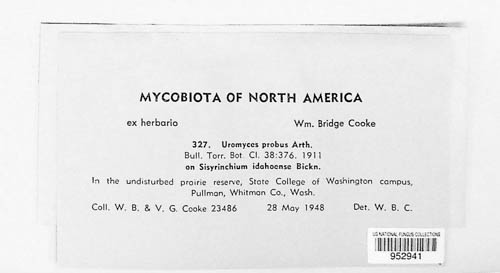 MYCOBIOTA OF NORTH AMERICA
ex herbario Wm. Bridge Cooke
327. Uromyces probus Arth.
Bull. Torr. Bot. Cl. 38:376. 1911
on Sisyrinchium idahoense Bickn.
In the undisturbed prairie reserve, State College of Washington campus,
Pullman, Whitman Co., Wash.
Coll. W. B. & V. G. Cooke 23486 28 May 1948 Det. W. B. C.
US NATIONAL FUNGUS COLLECTIONS
952941